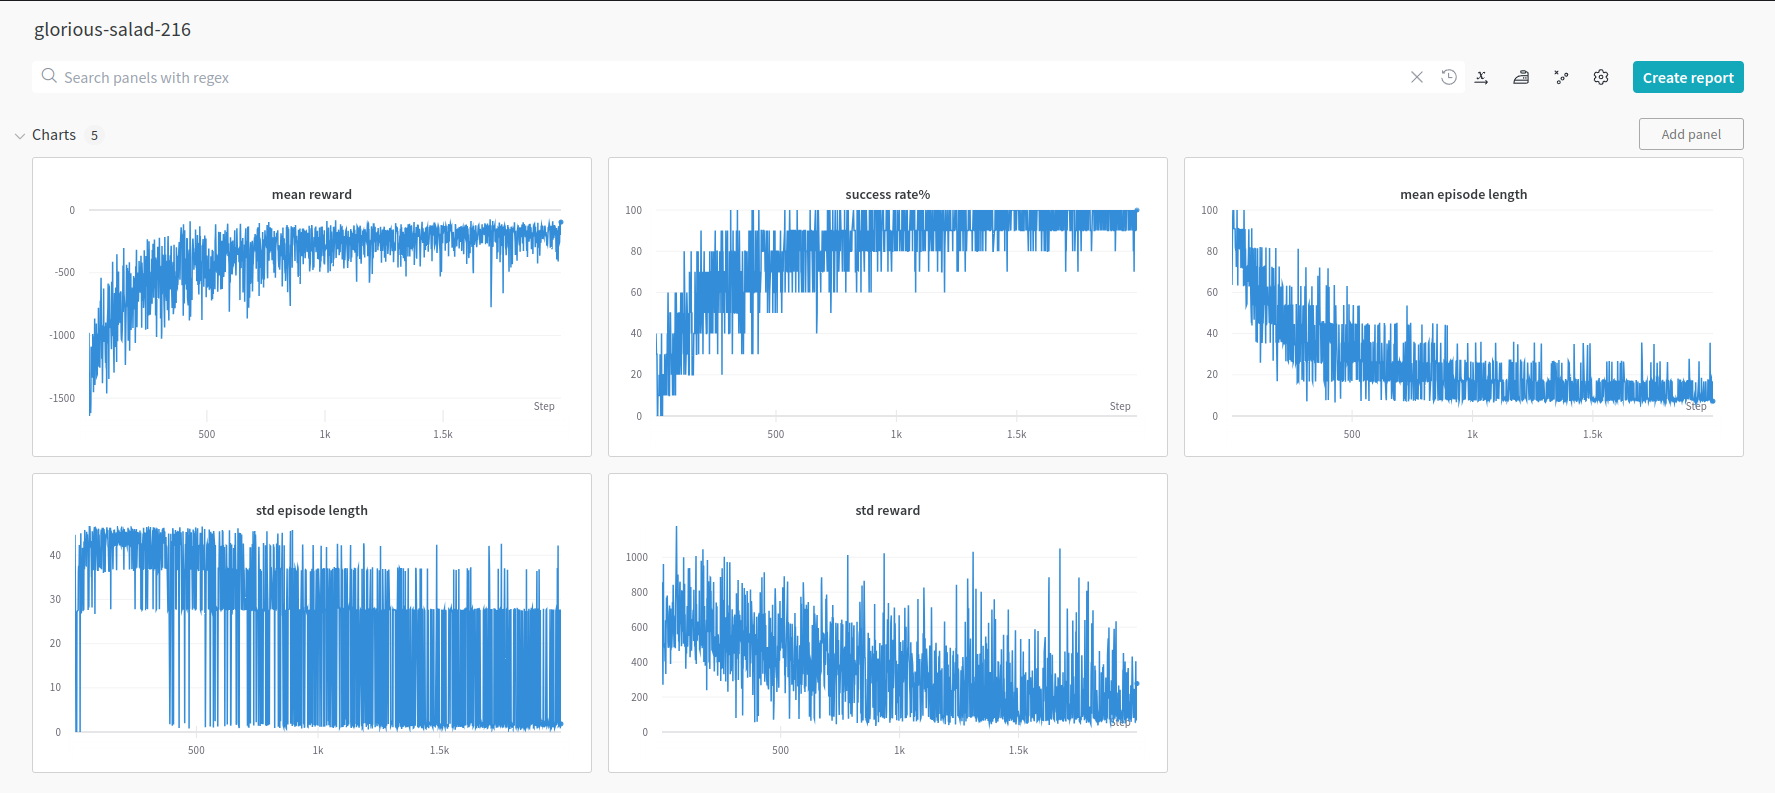 glorious-salad-216
Search panels with regex
Create report
Charts 5
Add panel
mean reward
0
-500
-1000
-1500
Step
500 1k 1.5k
success rate%
100
80
60
40
20
0
Step
500 1k 1.5k
mean episode length
100
80
60
40
20
0
Step
500 1k 1.5k
std episode length
40
30
20
10
0
500 1k 1.5k
std reward
1000
800
600
400
200
0
Step
500 1k 1.5k